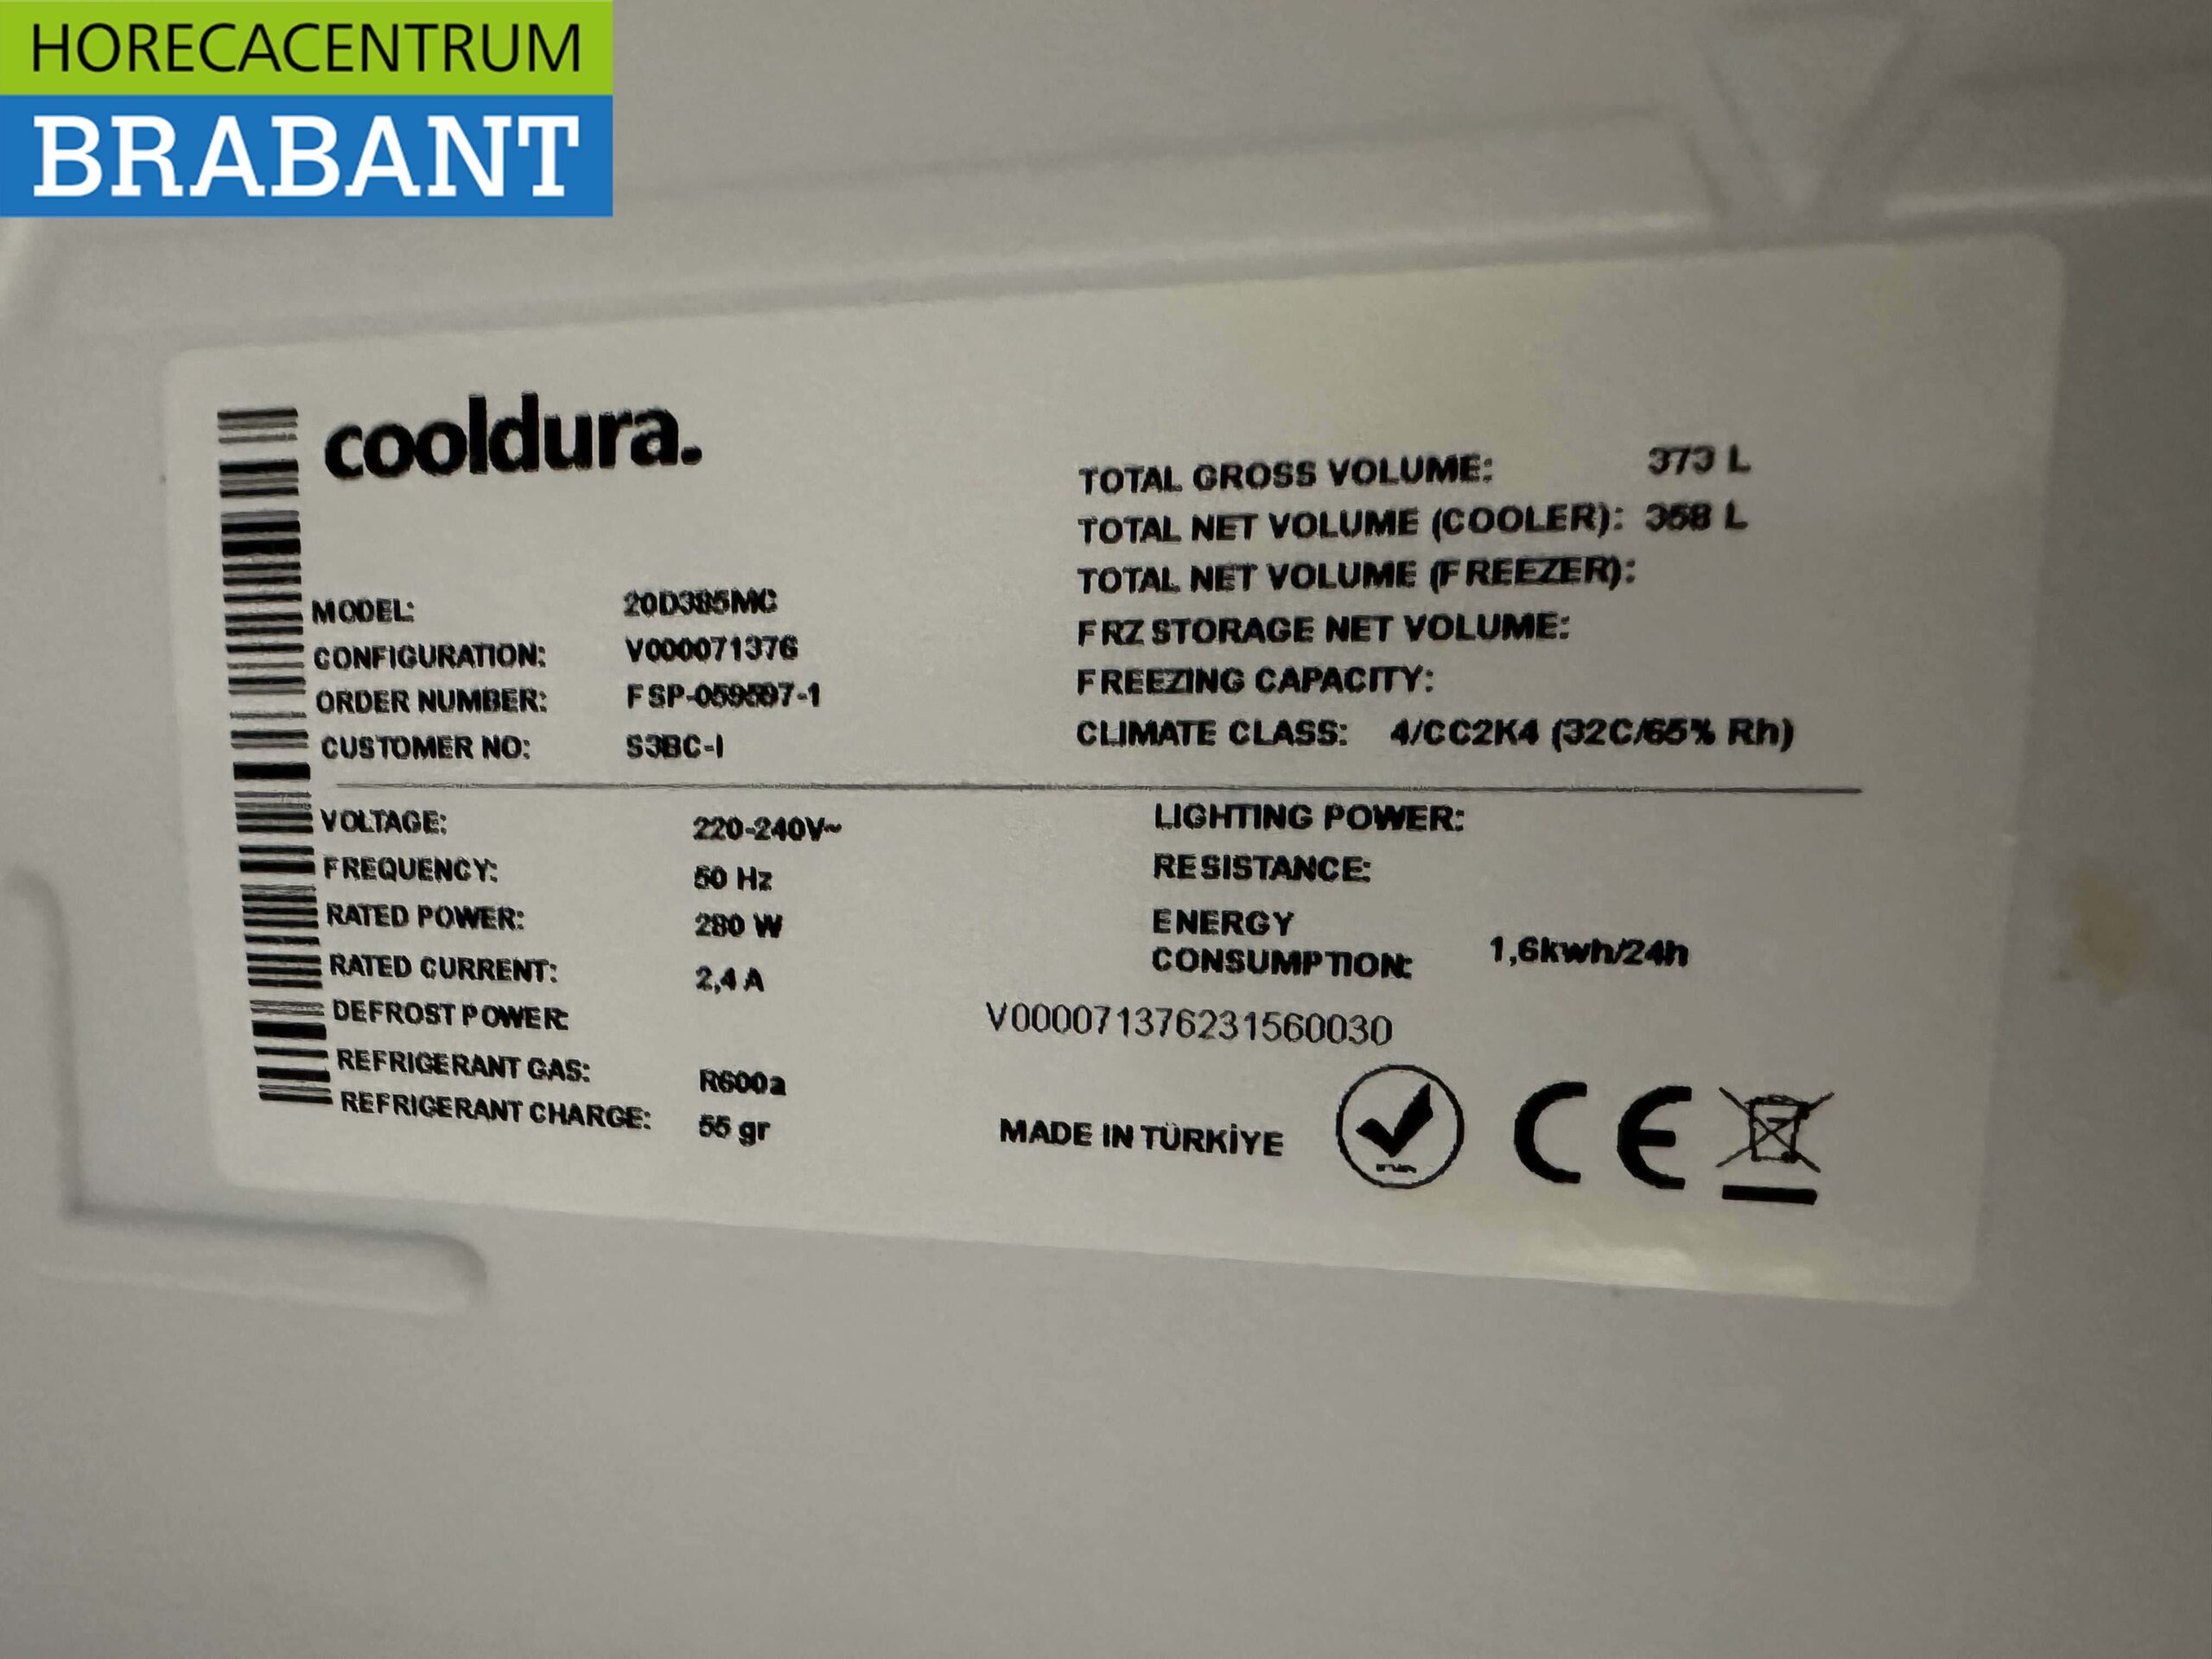 HORECACENTRUM
BRABANT
cooldura.
MODEL: 20D385MC
CONFIGURATION: V000071376
ORDER NUMBER: FSP-059597-1
CUSTOMER NO: S3BC-I
TOTAL GROSS VOLUME: 373 L
TOTAL NET VOLUME (COOLER): 358 L
TOTAL NET VOLUME (FREEZER):
FRZ STORAGE NET VOLUME:
FREEZING CAPACITY:
CLIMATE CLASS: 4/CC2K4 (32C/65% Rh)
VOLTAGE: 220-240V~
FREQUENCY: 50 Hz
RATED POWER: 280 W
RATED CURRENT: 2,4 A
DEFROST POWER:
REFRIGERANT GAS: R600a
REFRIGERANT CHARGE: 55 gr
LIGHTING POWER:
RESISTANCE:
ENERGY
CONSUMPTION: 1,6kwh/24h
V000071376231560030
MADE IN TÜRKİYE
CE